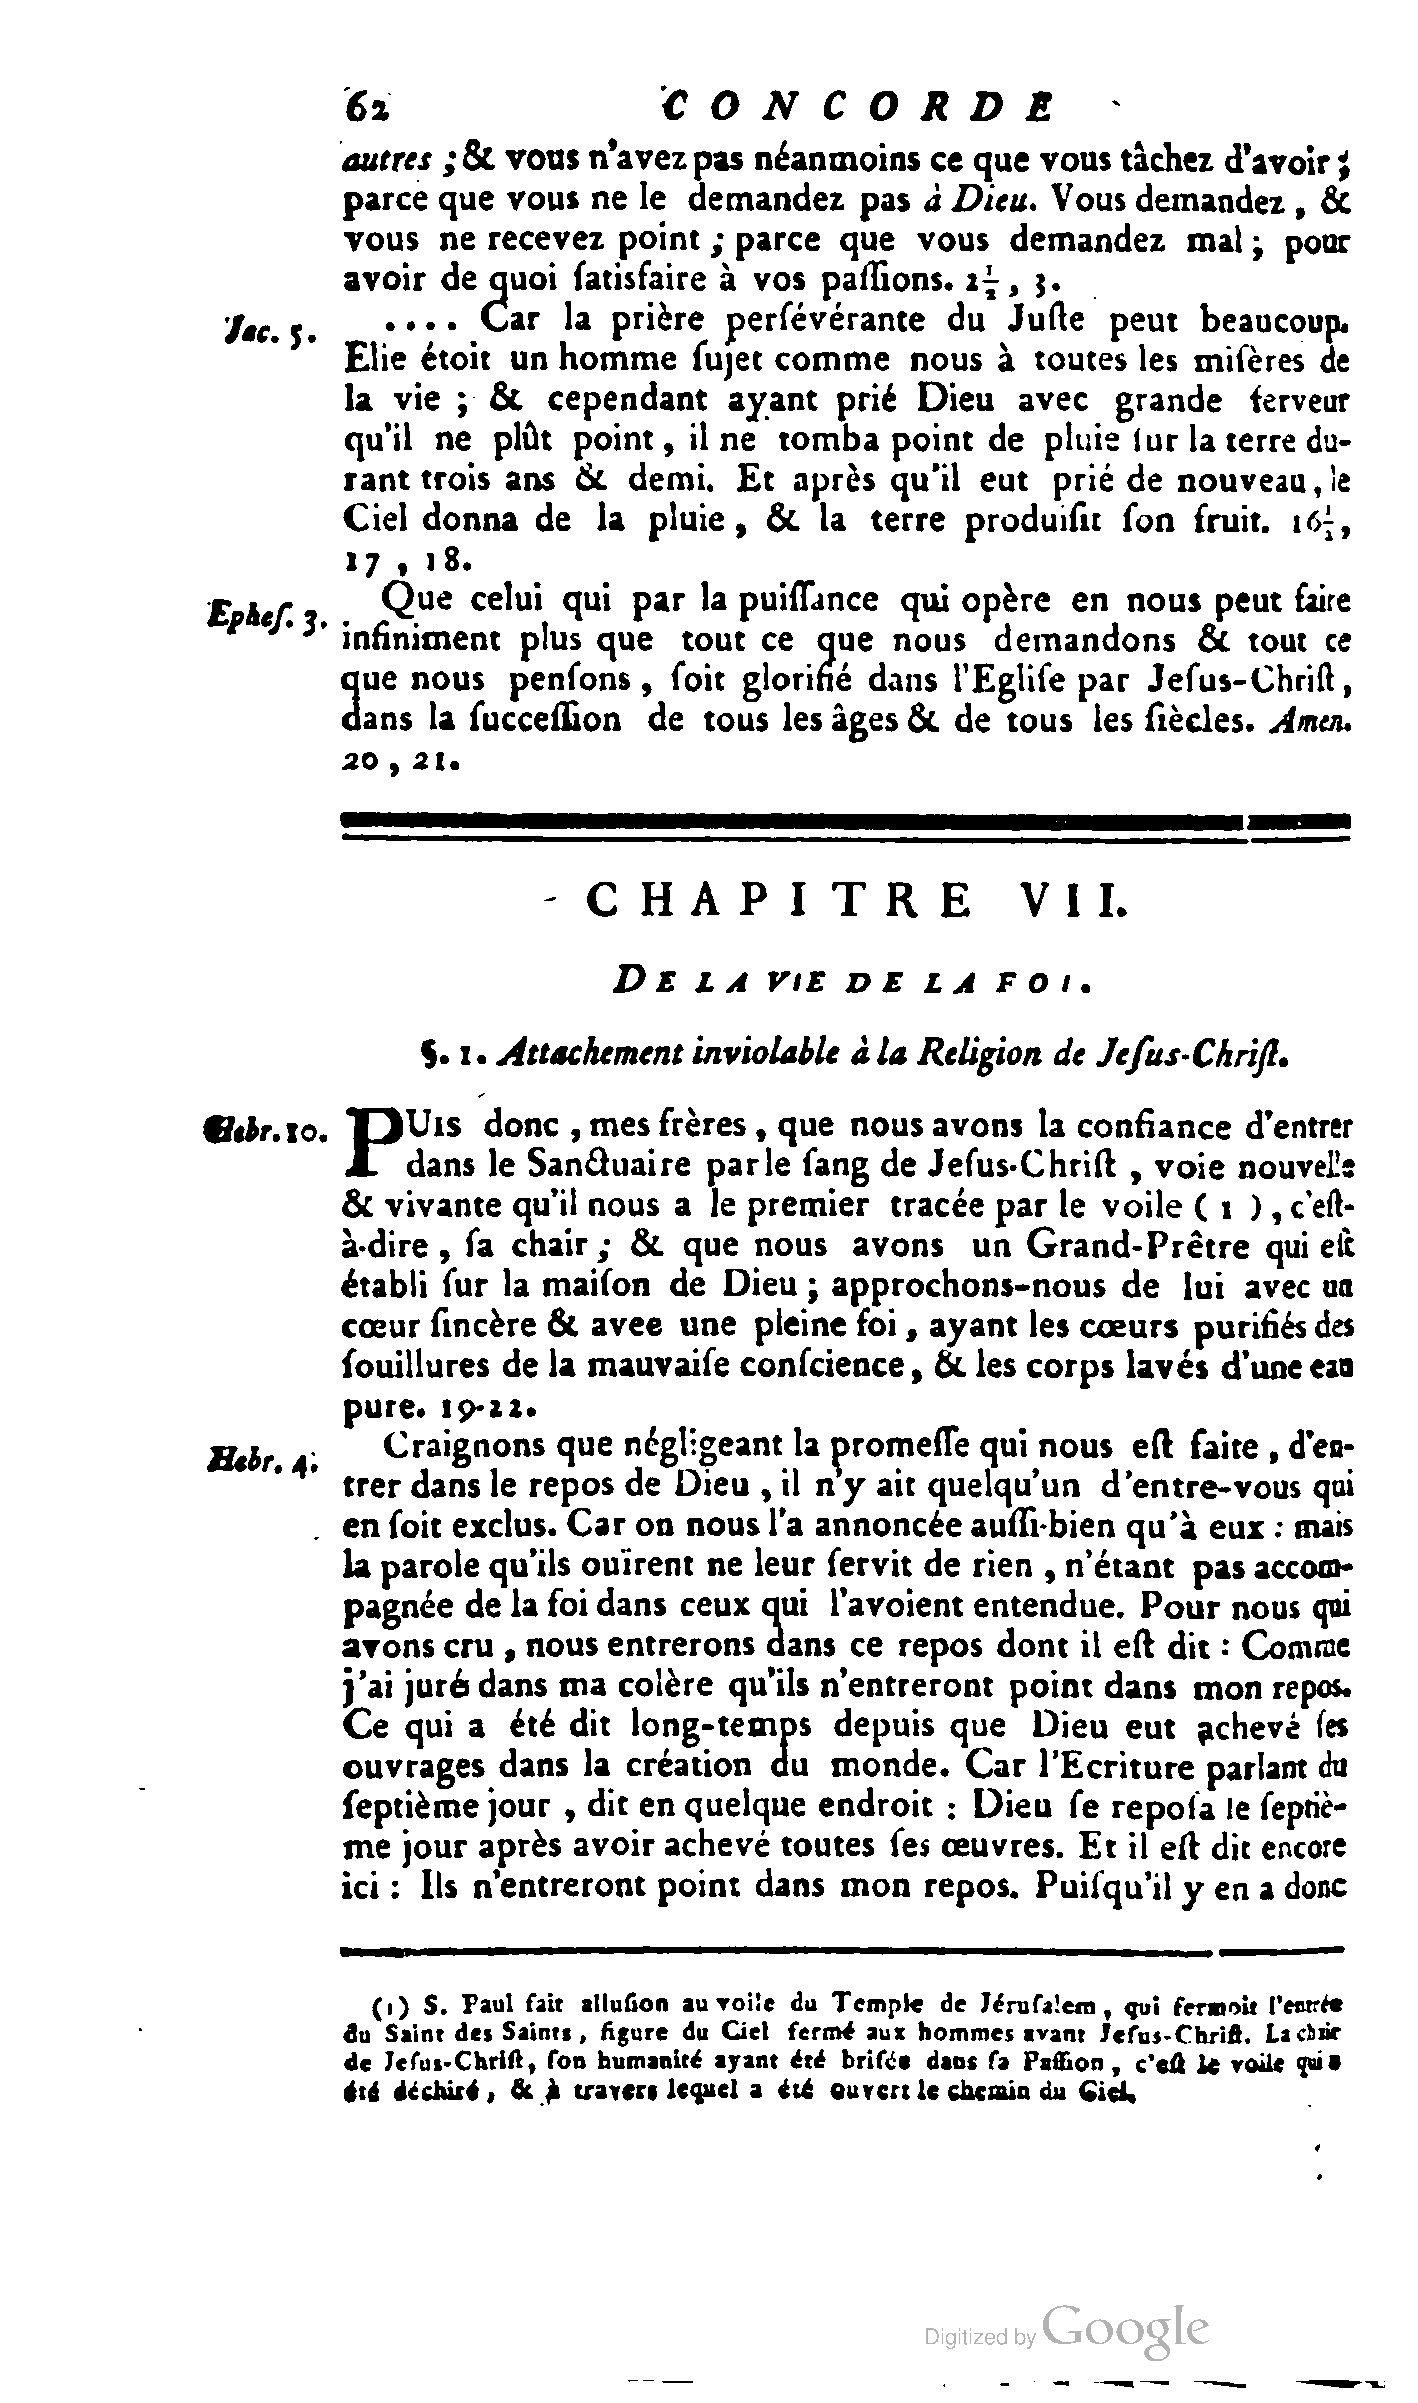 62 CONCORDE
autres ; & vous n'avez pas néanmoins ce que vous tâchez d'avoir ;
parce que vous ne le demandez pas à Dieu. Vous demandez , &
vous ne recevez point ; parce que vous demandez mal ; pour
avoir de quoi ſatisfaire à vos paſſions. 2½ , 3.
Jac. 5. .... Car la prière perſévérante du Juſte peut beaucoup.
Elie étoit un homme ſujet comme nous à toutes les miſères de
la vie ; & cependant ayant prié Dieu avec grande ferveur
qu'il ne plût point , il ne tomba point de pluie ſur la terre du-
rant trois ans & demi. Et après qu'il eut prié de nouveau, le
Ciel donna de la pluie , & la terre produiſit ſon fruit. 16½,
17 , 18.
Epheſ. 3. Que celui qui par la puiſſance qui opère en nous peut faire
infiniment plus que tout ce que nous demandons & tout ce
que nous penſons , ſoit glorifié dans l'Egliſe par Jeſus-Chriſt ,
dans la ſucceſſion de tous les âges & de tous les ſiècles. Amen.
20 , 21.
CHAPITRE VII.
DE LA VIE DE LA FOI.
§. 1. Attachement inviolable à la Religion de Jeſus-Chriſt.
Hebr. 10. PUIS donc , mes frères , que nous avons la confiance d'entrer
dans le Sanctuaire par le ſang de Jeſus-Chriſt , voie nouvelle
& vivante qu'il nous a le premier tracée par le voile ( 1 ) , c'eſt-
à-dire , ſa chair ; & que nous avons un Grand-Prêtre qui eſt
établi ſur la maiſon de Dieu ; approchons-nous de lui avec un
cœur ſincère & avee une pleine foi , ayant les cœurs purifiés des
ſouillures de la mauvaiſe conſcience , & les corps lavés d'une eau
pure. 19-22.
Hebr. 4. Craignons que négligeant la promeſſe qui nous eſt faite , d'en-
trer dans le repos de Dieu , il n'y ait quelqu'un d'entre-vous qui
en ſoit exclus. Car on nous l'a annoncée auſſi-bien qu'à eux : mais
la parole qu'ils ouïrent ne leur ſervit de rien , n'étant pas accom-
pagnée de la foi dans ceux qui l'avoient entendue. Pour nous qui
avons cru , nous entrerons dans ce repos dont il eſt dit : Comme
j'ai juré dans ma colère qu'ils n'entreront point dans mon repos.
Ce qui a été dit long-temps depuis que Dieu eut achevé ſes
ouvrages dans la création du monde. Car l'Ecriture parlant du
ſeptième jour , dit en quelque endroit : Dieu ſe repoſa le ſeptiè-
me jour après avoir achevé toutes ſes œuvres. Et il eſt dit encore
ici : Ils n'entreront point dans mon repos. Puiſqu'il y en a donc
(1) S. Paul fait alluſion au voile du Temple de Jéruſalem , qui fermoit l'entrée
du Saint des Saints , figure du Ciel fermé aux hommes avant Jeſus-Chriſt. La chair
de Jeſus-Chriſt, ſon humanité ayant été briſée dans ſa Paſſion , c'eſt le voile qui a
été déchiré , & à travers lequel a été ouvert le chemin du Ciel.
Digitized by Google